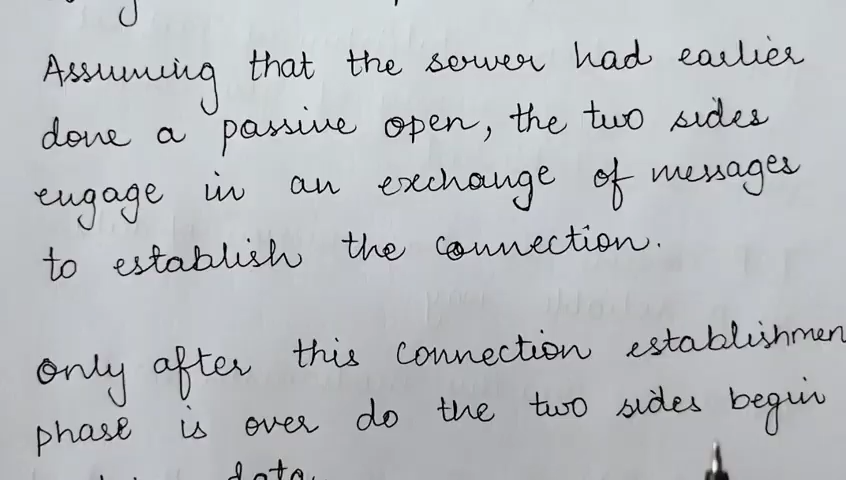 Assuming that the server had earlier
done a passive open, the two sides
engage in an exchange of messages
to establish the connection.
only after this connection establishmen
phase is over do the two sides begin
data.